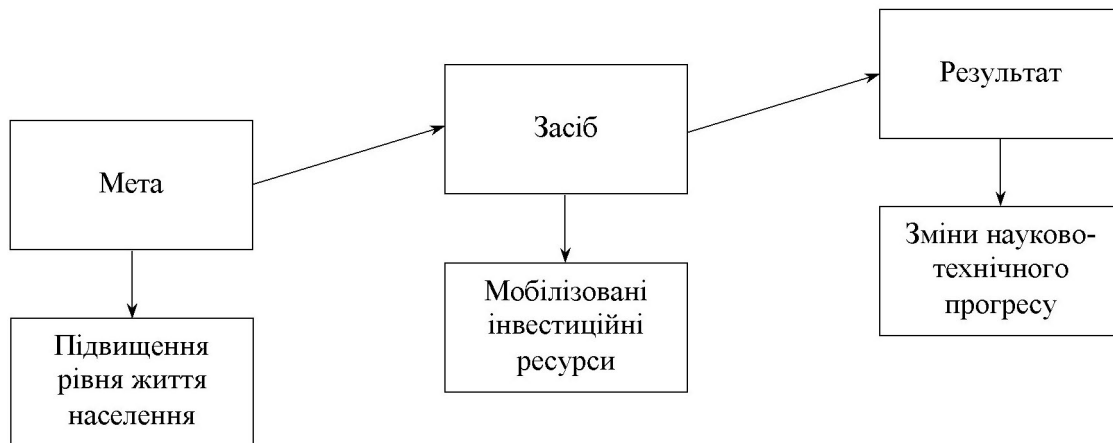 Мета
Підвищення
рівня життя
населення
Засіб
Мобілізовані
інвестиційні
ресурси
Результат
Зміни науково-
технічного
прогресу